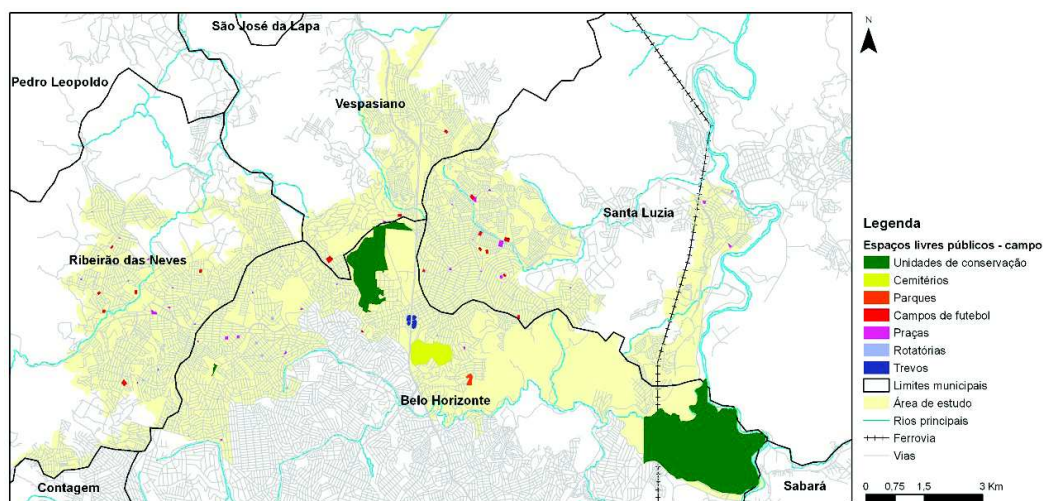 São José da Lapa
Pedro Leopoldo
Vespasiano
Santa Luzia
Ribeirão das Neves
Belo Horizonte
Contagem
Sabará
N
Legenda
Espaços livres públicos - campo
Unidades de conservação
Cemitérios
Parques
Campos de futebol
Praças
Rotatórias
Trevos
Limites municipais
Área de estudo
Rios principais
Ferrovia
Vias
0 0.75 1.5 3 Km